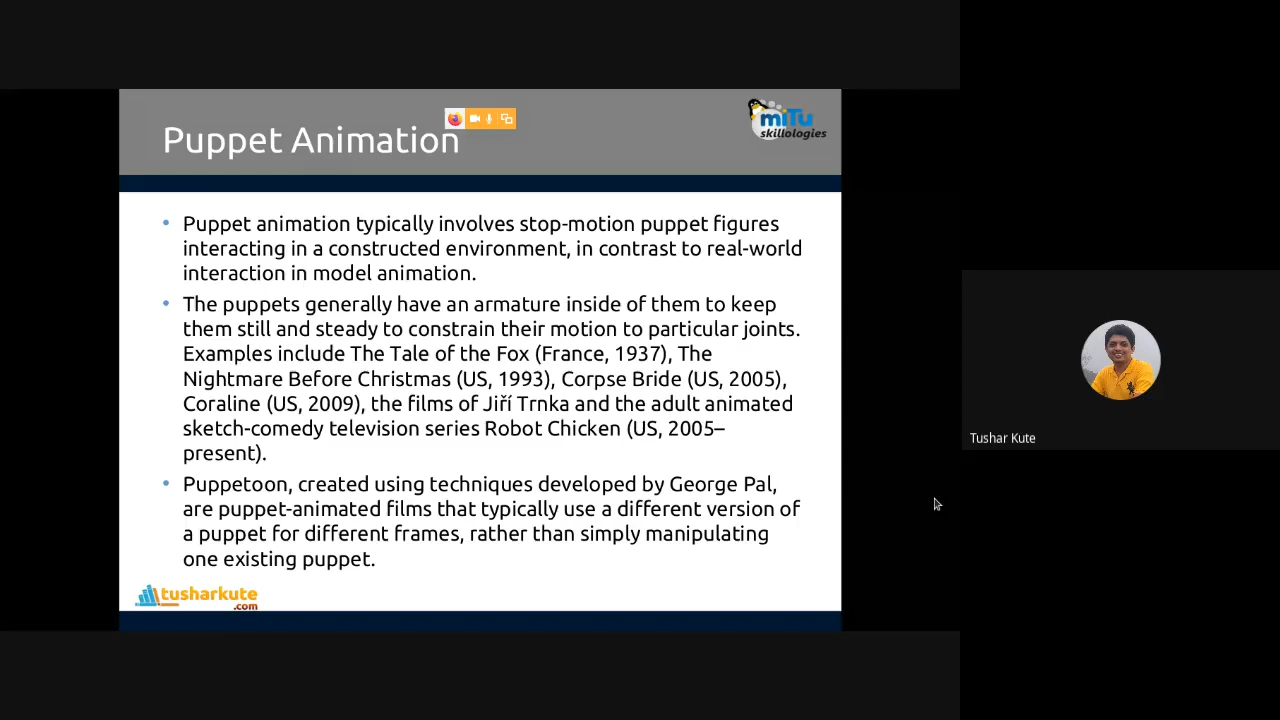 Puppet Animation
miTu
skillologies
Puppet animation typically involves stop-motion puppet figures
interacting in a constructed environment, in contrast to real-world
interaction in model animation.
The puppets generally have an armature inside of them to keep
them still and steady to constrain their motion to particular joints.
Examples include The Tale of the Fox (France, 1937), The
Nightmare Before Christmas (US, 1993), Corpse Bride (US, 2005),
Coraline (US, 2009), the films of Jiří Trnka and the adult animated
sketch-comedy television series Robot Chicken (US, 2005–
present).
Puppetoon, created using techniques developed by George Pal,
are puppet-animated films that typically use a different version of
a puppet for different frames, rather than simply manipulating
one existing puppet.
tusharkute
.com
Tushar Kute